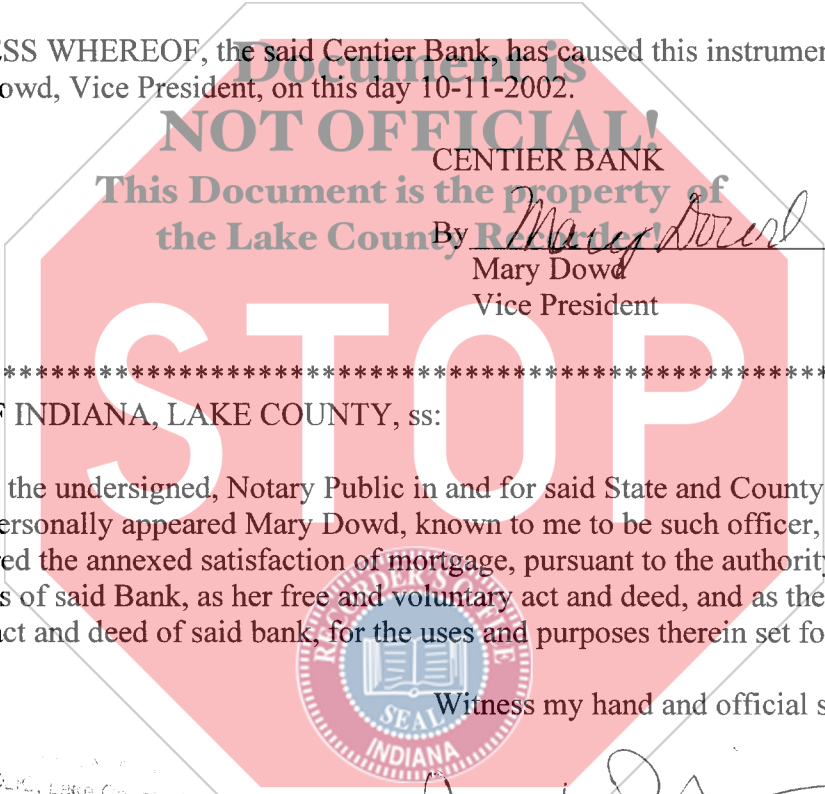 ESS WHEREOF, the said Centier Bank, has caused this instrumen
owd, Vice President, on this day 10-11-2002.
Document is
NOT OFFICIAL!
This Document is the property of
the Lake County Recorder!
CENTIER BANK
By Mary Dowd
Mary Dowd
Vice President
STOP
*********************************************************
F INDIANA, LAKE COUNTY, ss:
the undersigned, Notary Public in and for said State and County
ersonally appeared Mary Dowd, known to me to be such officer,
ed the annexed satisfaction of mortgage, pursuant to the authority
s of said Bank, as her free and voluntary act and deed, and as the
act and deed of said bank, for the uses and purposes therein set fo
RECORDER'S OFFICE
SEAL
INDIANA
Witness my hand and official s